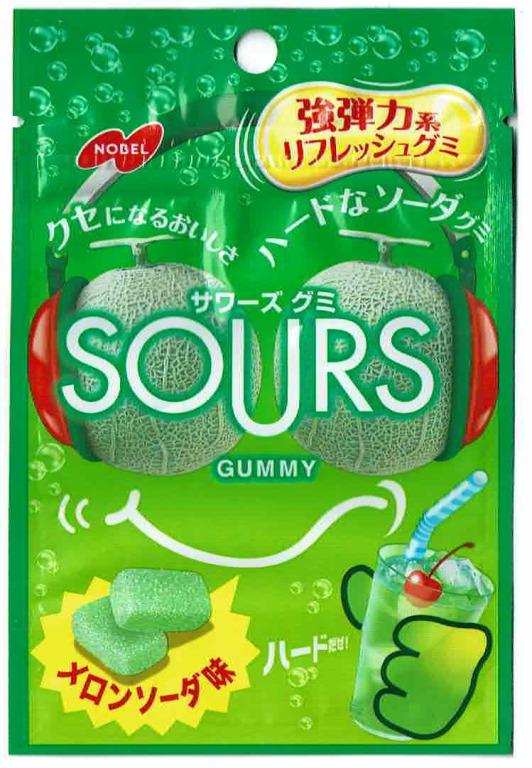 強弾力系
リフレッシュグミ
NOBEL
クセになるおいしさ
ハードなソーダグミ
サワーズ グミ
SOURS
GUMMY
メロンソーダ味
ハードだぜ!